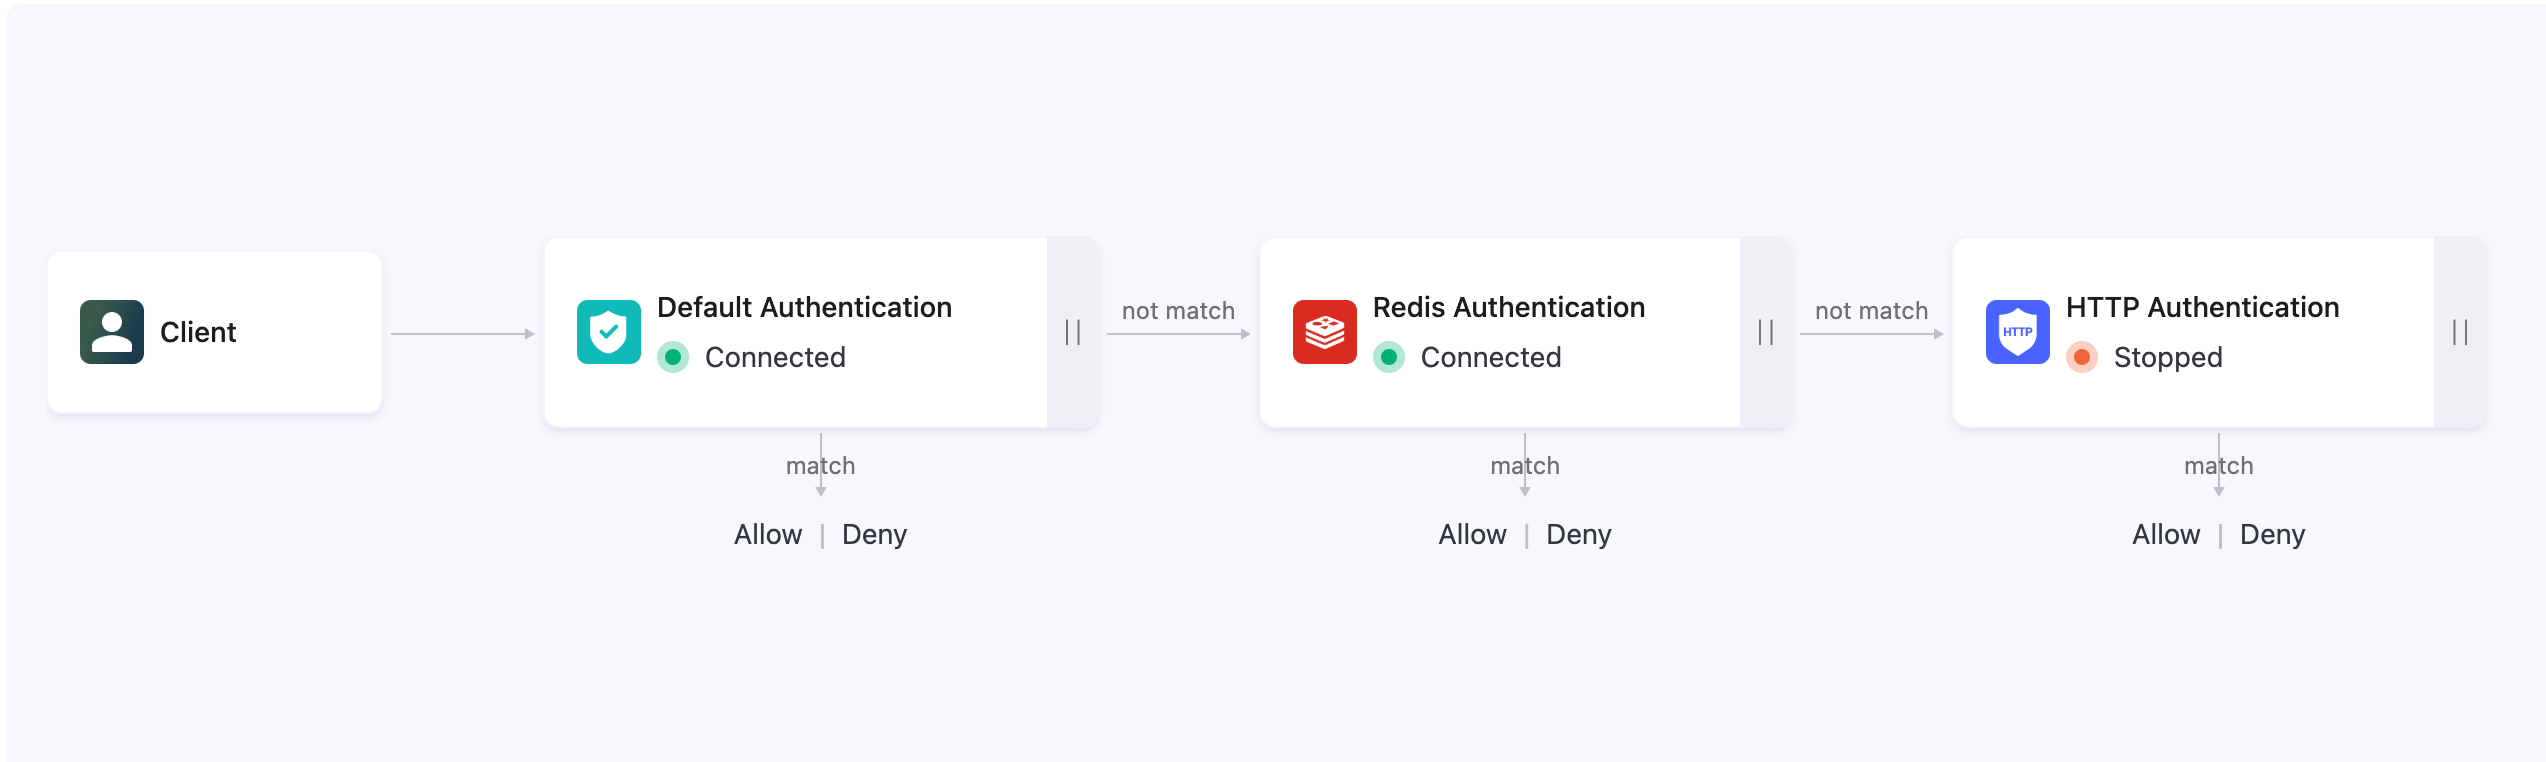 Client
Default Authentication
Connected
not match
Redis Authentication
Connected
not match
HTTP
HTTP Authentication
Stopped
match
match
match
Allow | Deny
Allow | Deny
Allow | Deny